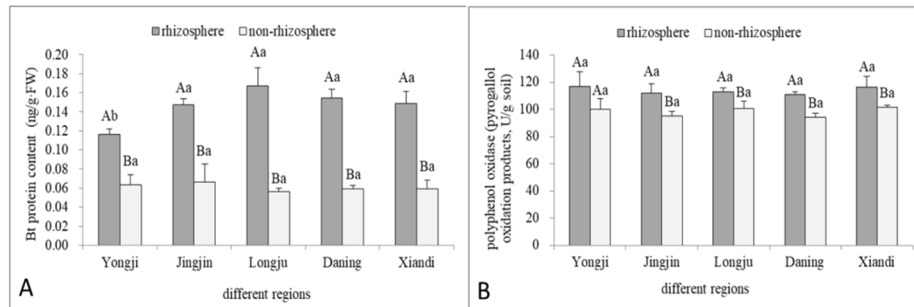 rhizosphere non-rhizosphere
Bt protein content (ng/g·FW)
0.20
0.18
0.16
0.14
0.12
0.10
0.08
0.06
0.04
0.02
0.00
Ab Ba Aa Ba Aa Ba Aa Ba Aa Ba
Yongji Jingjin Longju Daning Xiandi
different regions
A
rhizosphere non-rhizosphere
polyphenol oxidase (pyrogallol
oxidation products, U/g soil)
140
120
100
80
60
40
20
0
Aa Aa Aa Ba Aa Ba Aa Ba Aa Ba
Yongji Jingjin Longju Daning Xiandi
different regions
B